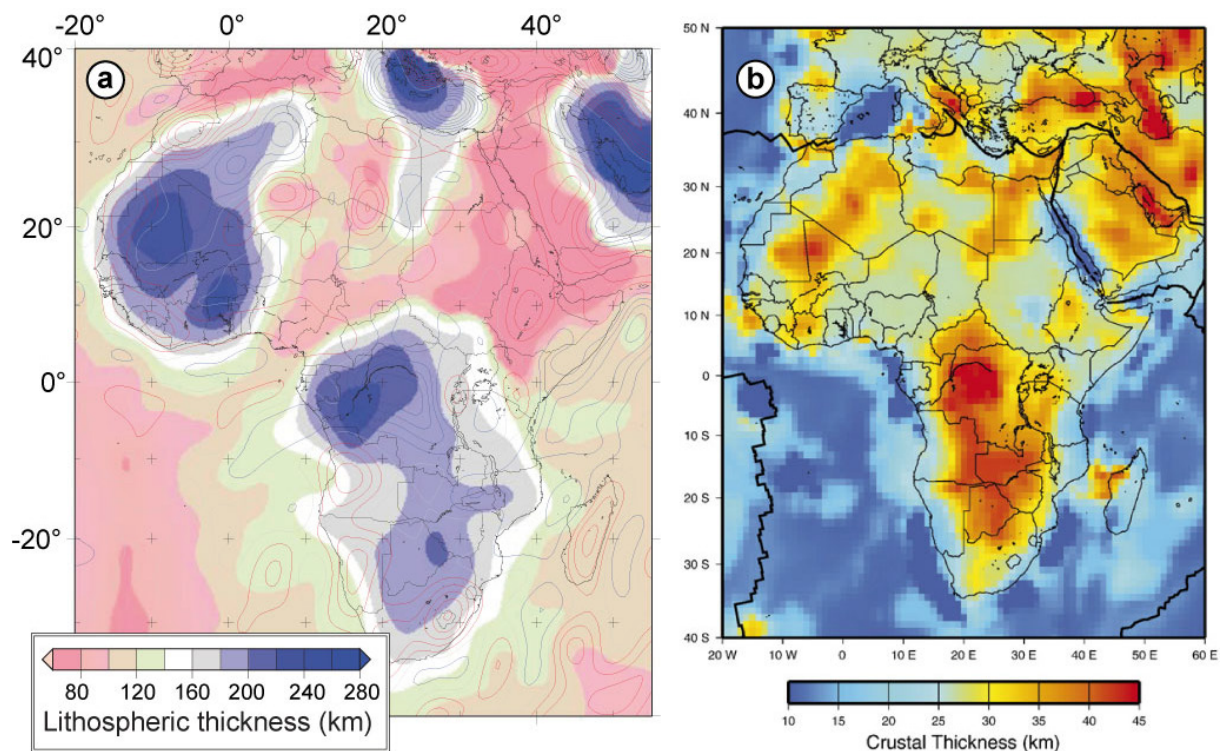 -20° 0° 20° 40°
40°
20°
0°
-20°
a
80 120 160 200 240 280
Lithospheric thickness (km)
b
50 N
40 N
30 N
20 N
10 N
0
10 S
20 S
30 S
40 S
20 W 10 W 0 10 E 20 E 30 E 40 E 50 E 60 E
10 15 20 25 30 35 40 45
Crustal Thickness (km)